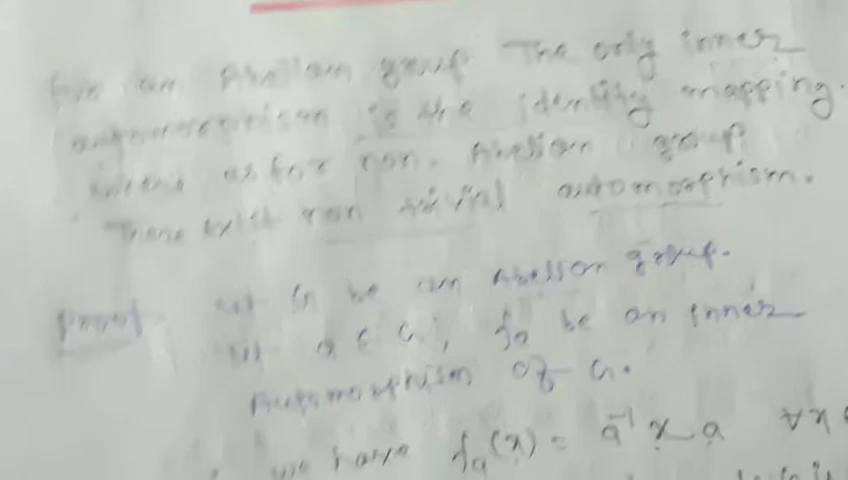 For an Abelian group The only inner
automorphism is the identity mapping.
where as for non-Abelian group
There exist non trivial automorphism.
Proof. Let G be an Abelian group.
Let a ∈ G, fa be an inner
Automorphism of G.
we have fa(x) = a⁻¹ x a ∀x